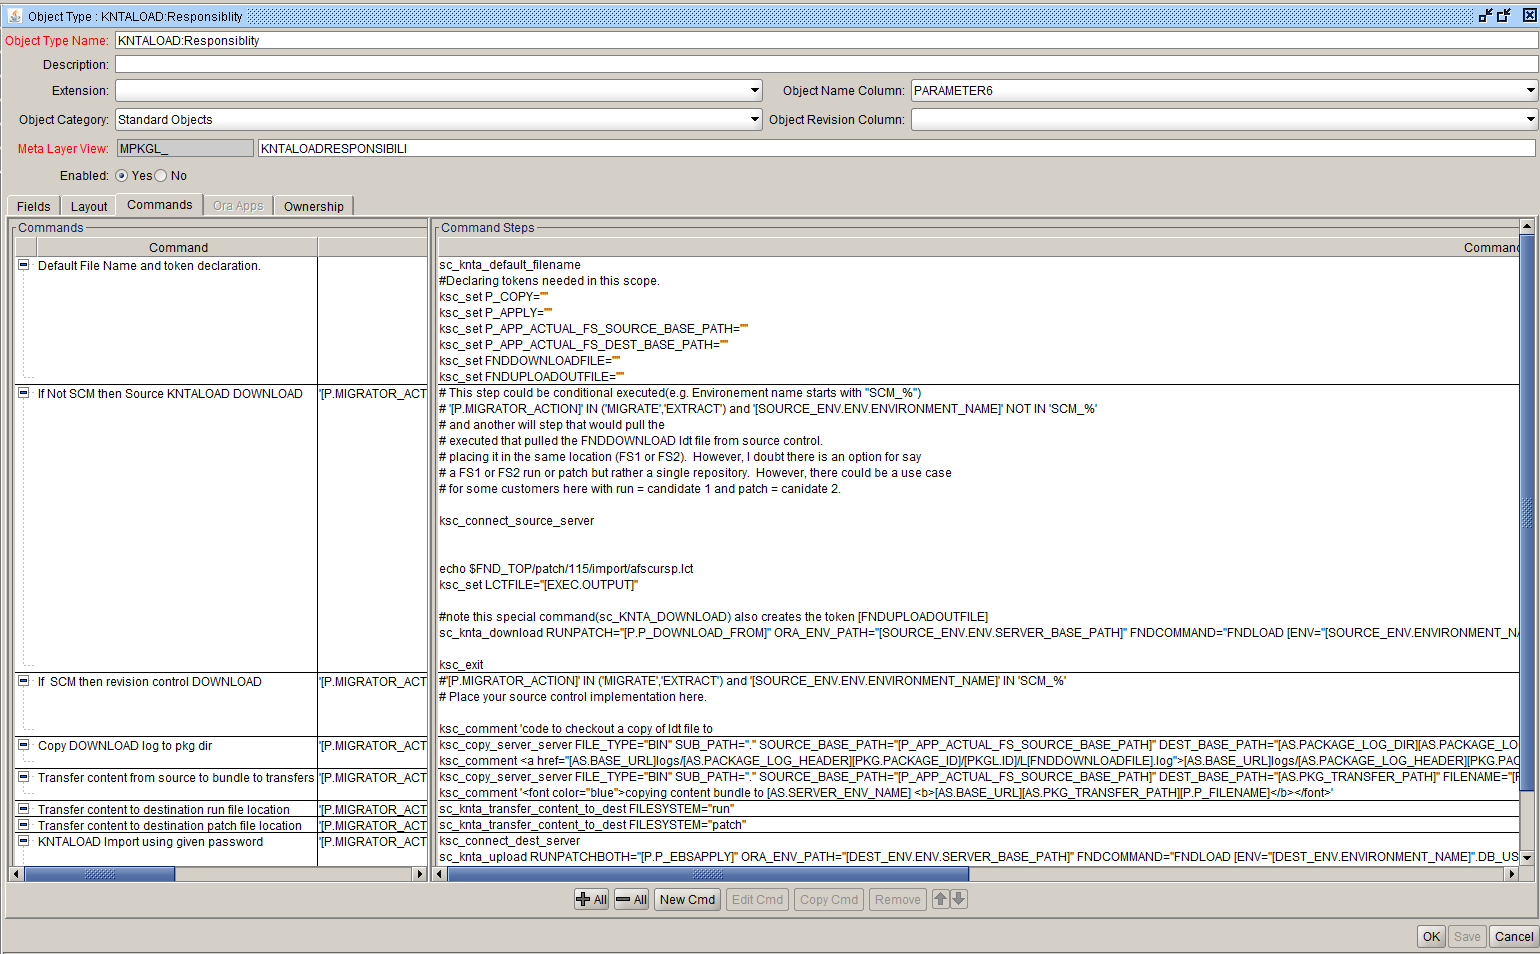 Object Type : KNTALOAD:Responsiblity
Object Type Name: KNTALOAD:Responsiblity
Description:
Extension:
Object Name Column: PARAMETER6
Object Category: Standard Objects
Object Revision Column:
Meta Layer View: MPKGL_ KNTALOADRESPONSIBILI
Enabled: Yes No
Fields Layout Commands Ora Apps Ownership
Commands
Command
Default File Name and token declaration.
If Not SCM then Source KNTALOAD DOWNLOAD '[P.MIGRATOR_ACT
If  SCM then revision control DOWNLOAD '[P.MIGRATOR_ACT
Copy DOWNLOAD log to pkg dir '[P.MIGRATOR_ACT
Transfer content from source to bundle to transfers '[P.MIGRATOR_ACT
Transfer content to destination run file location '[P.MIGRATOR_ACT
Transfer content to destination patch file location '[P.MIGRATOR_ACT
KNTALOAD Import using given password '[P.MIGRATOR_ACT
Command Steps
Comman
sc_knta_default_filename
#Declaring tokens needed in this scope.
ksc_set P_COPY=""
ksc_set P_APPLY=""
ksc_set P_APP_ACTUAL_FS_SOURCE_BASE_PATH=""
ksc_set P_APP_ACTUAL_FS_DEST_BASE_PATH=""
ksc_set FNDDOWNLOADFILE=""
ksc_set FNDUPLOADOUTFILE=""
# This step could be conditional executed(e.g. Environement name starts with "SCM_%")
# '[P.MIGRATOR_ACTION]' IN ('MIGRATE','EXTRACT') and '[SOURCE_ENV.ENV.ENVIRONMENT_NAME]' NOT IN 'SCM_%'
# and another will step that would pull the
# executed that pulled the FNDDOWNLOAD ldt file from source control.
# placing it in the same location (FS1 or FS2).  However, I doubt there is an option for say
# a FS1 or FS2 run or patch but rather a single repository.  However, there could be a use case
# for some customers here with run = candidate 1 and patch = canidate 2.
ksc_connect_source_server
echo $FND_TOP/patch/115/import/afscursp.lct
ksc_set LCTFILE="[EXEC.OUTPUT]"
#note this special command(sc_KNTA_DOWNLOAD) also creates the token [FNDUPLOADOUTFILE]
sc_knta_download RUNPATCH="[P.P_DOWNLOAD_FROM]" ORA_ENV_PATH="[SOURCE_ENV.ENV.SERVER_BASE_PATH]" FNDCOMMAND="FNDLOAD [ENV="[SOURCE_ENV.ENVIRONMENT_NA
ksc_exit
#'[P.MIGRATOR_ACTION]' IN ('MIGRATE','EXTRACT') and '[SOURCE_ENV.ENV.ENVIRONMENT_NAME]' IN 'SCM_%'
# Place your source control implementation here.
ksc_comment 'code to checkout a copy of ldt file to
ksc_copy_server_server FILE_TYPE="BIN" SUB_PATH="." SOURCE_BASE_PATH="[P_APP_ACTUAL_FS_SOURCE_BASE_PATH]" DEST_BASE_PATH="[AS.PACKAGE_LOG_DIR][AS.PACKAGE_LO
ksc_comment <a href="[AS.BASE_URL]logs/[AS.PACKAGE_LOG_HEADER][PKG.PACKAGE_ID]/[PKGL.ID]/L[FNDDOWNLOADFILE].log">[AS.BASE_URL]logs/[AS.PACKAGE_LOG_HEADER][PKG.PAC
ksc_copy_server_server FILE_TYPE="BIN" SUB_PATH="." SOURCE_BASE_PATH="[P_APP_ACTUAL_FS_SOURCE_BASE_PATH]" DEST_BASE_PATH="[AS.PKG_TRANSFER_PATH]" FILENAME="[F
ksc_comment '<font color="blue">copying content bundle to [AS.SERVER_ENV_NAME] <b>[AS.BASE_URL][AS.PKG_TRANSFER_PATH][P.P_FILENAME]</b></font>'
sc_knta_transfer_content_to_dest FILESYSTEM="run"
sc_knta_transfer_content_to_dest FILESYSTEM="patch"
ksc_connect_dest_server
sc_knta_upload RUNPATCHBOTH="[P.P_EBSAPPLY]" ORA_ENV_PATH="[DEST_ENV.ENV.SERVER_BASE_PATH]" FNDCOMMAND="FNDLOAD [ENV="[DEST_ENV.ENVIRONMENT_NAME]".DB_US
All All New Cmd Edit Cmd Copy Cmd Remove
OK Save Cancel